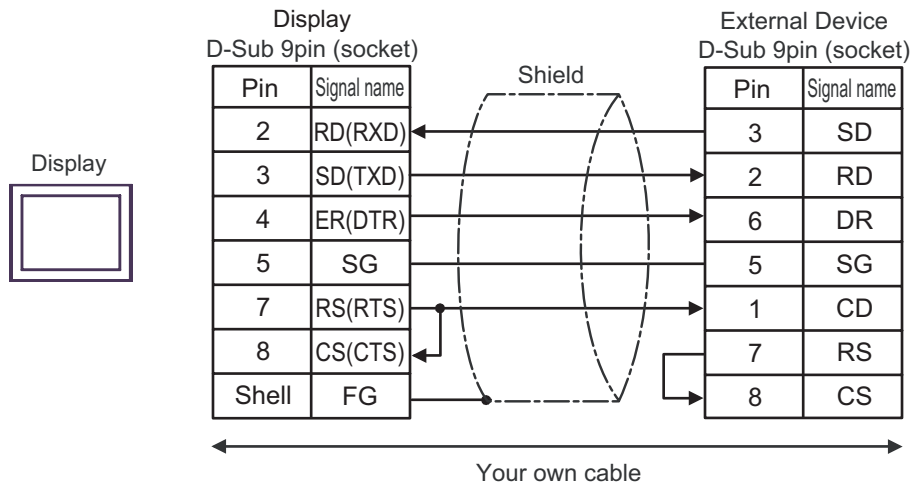 Display
D-Sub 9pin (socket)
External Device
D-Sub 9pin (socket)
Shield
Display
Pin Signal name
2 RD(RXD)
3 SD(TXD)
4 ER(DTR)
5 SG
7 RS(RTS)
8 CS(CTS)
Shell FG
Pin Signal name
3 SD
2 RD
6 DR
5 SG
1 CD
7 RS
8 CS
Your own cable